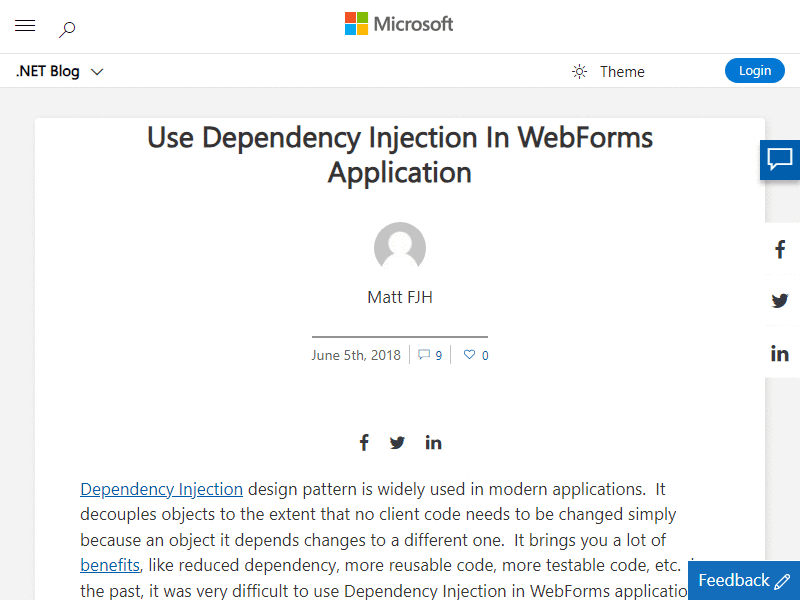 Microsoft
.NET Blog
Theme
Login
Use Dependency Injection In WebForms
Application
Matt FJH
June 5th, 2018
9
0
Dependency Injection design pattern is widely used in modern applications. It
decouples objects to the extent that no client code needs to be changed simply
because an object it depends changes to a different one. It brings you a lot of
benefits, like reduced dependency, more reusable code, more testable code, etc.
the past, it was very difficult to use Dependency Injection in WebForms
Feedback